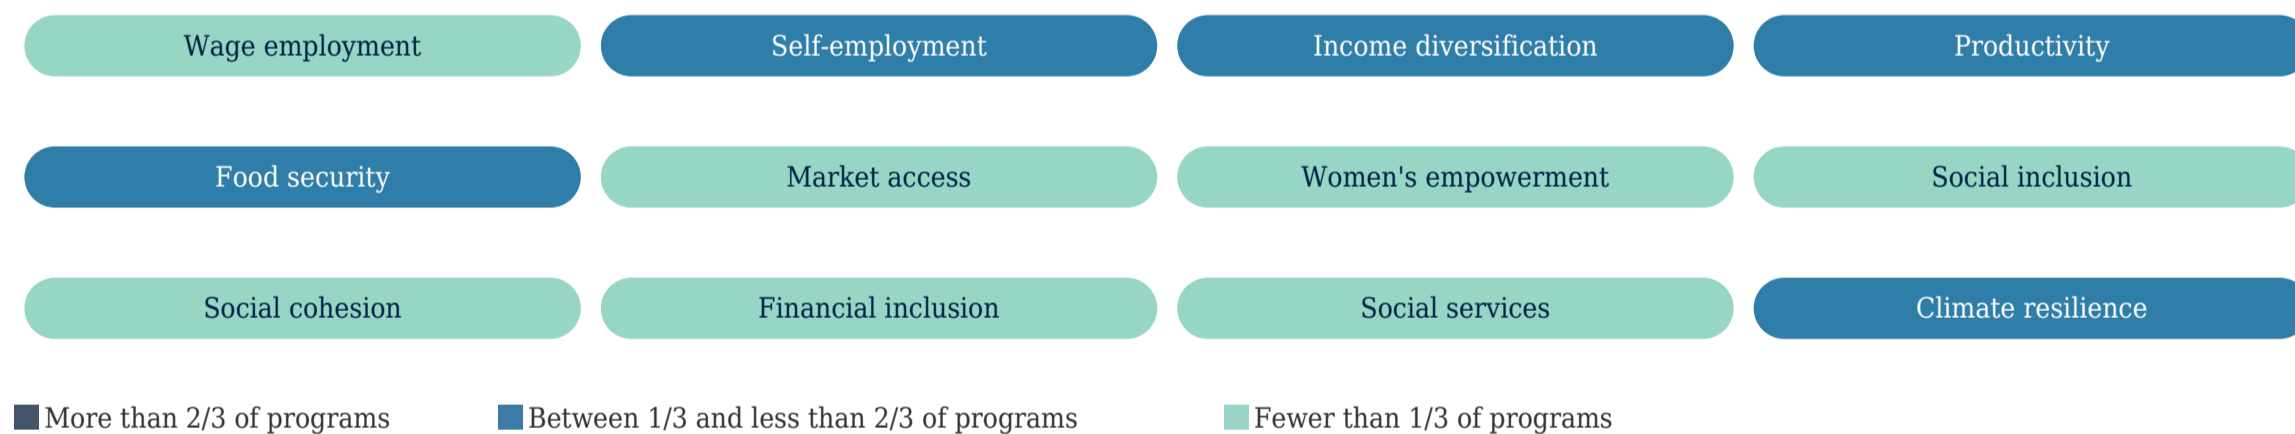 Wage employment
Self-employment
Income diversification
Productivity
Food security
Market access
Women's empowerment
Social inclusion
Social cohesion
Financial inclusion
Social services
Climate resilience
More than 2/3 of programs
Between 1/3 and less than 2/3 of programs
Fewer than 1/3 of programs